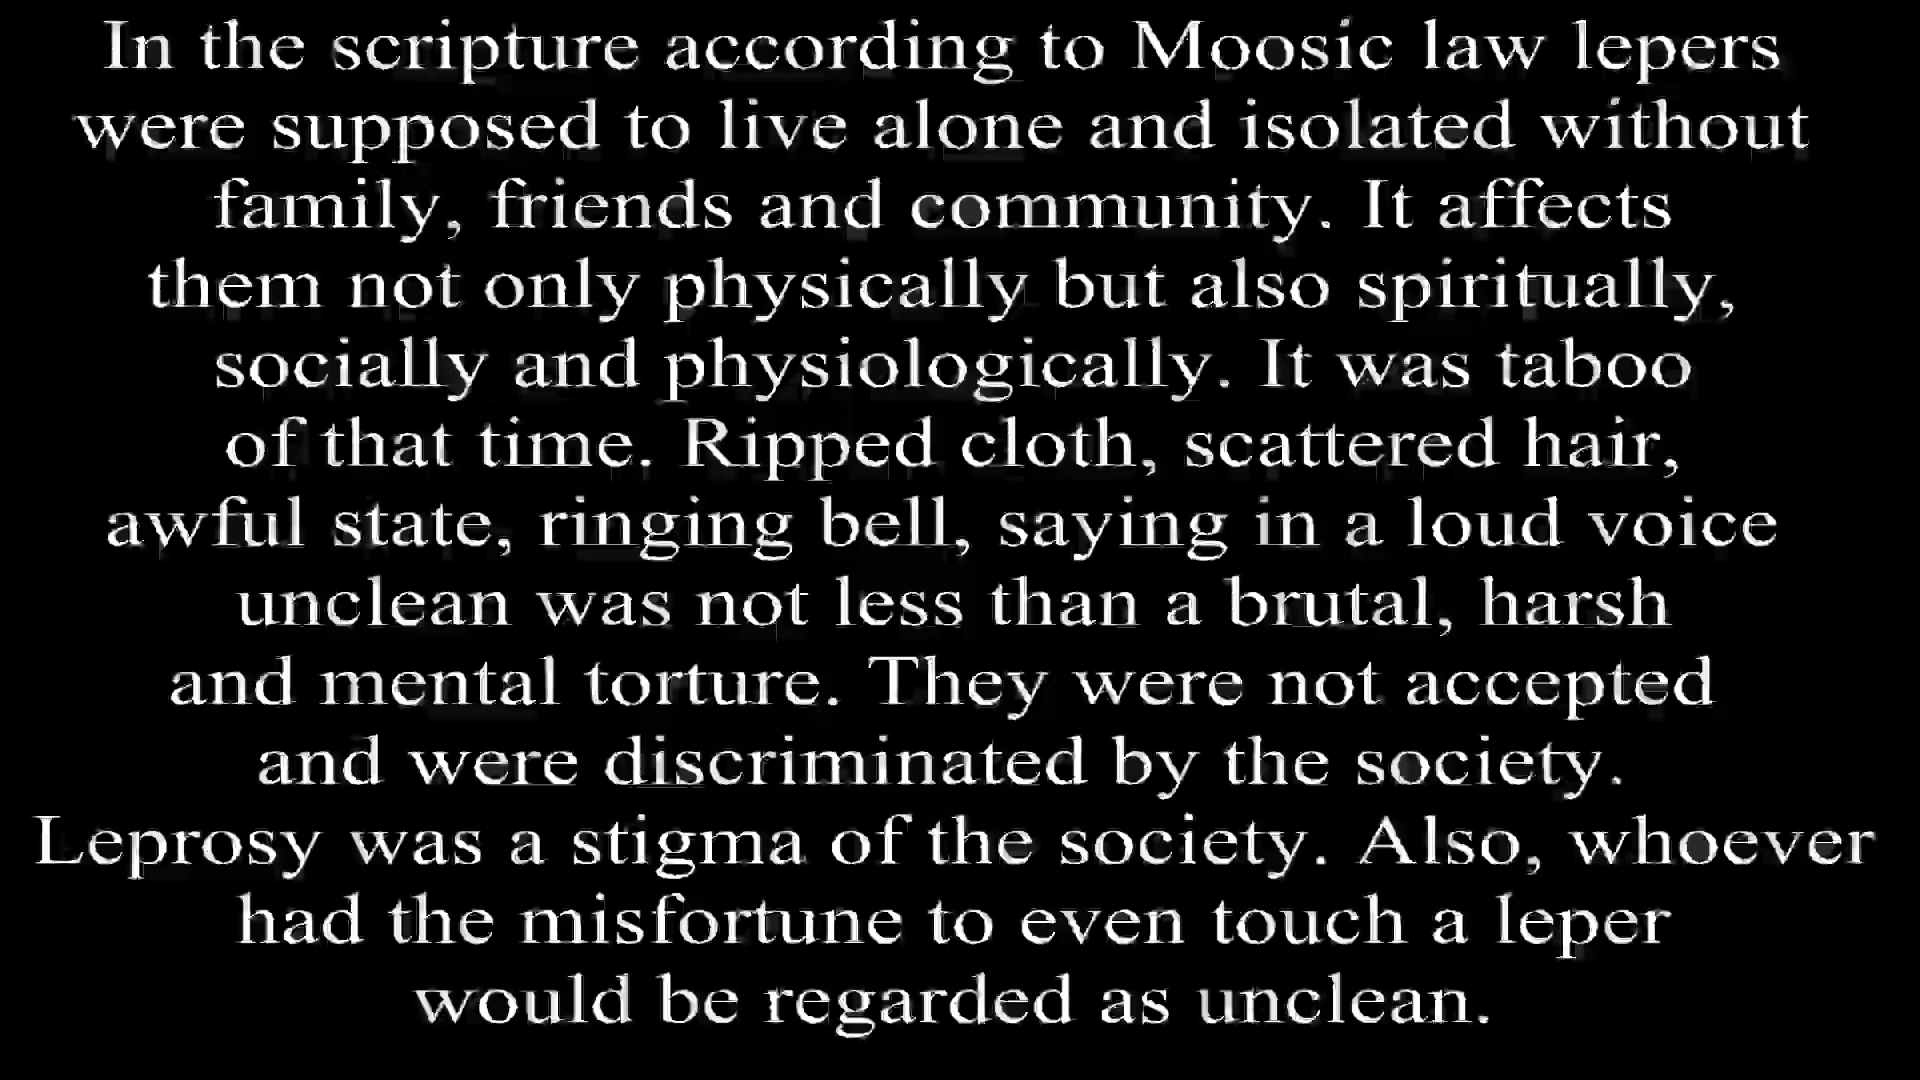 In the scripture according to Moosic law lepers
were supposed to live alone and isolated without
family, friends and community. It affects
them not only physically but also spiritually,
socially and physiologically. It was taboo
of that time. Ripped cloth, scattered hair,
awful state, ringing bell, saying in a loud voice
unclean was not less than a brutal, harsh
and mental torture. They were not accepted
and were discriminated by the society.
Leprosy was a stigma of the society. Also, whoever
had the misfortune to even touch a leper
would be regarded as unclean.